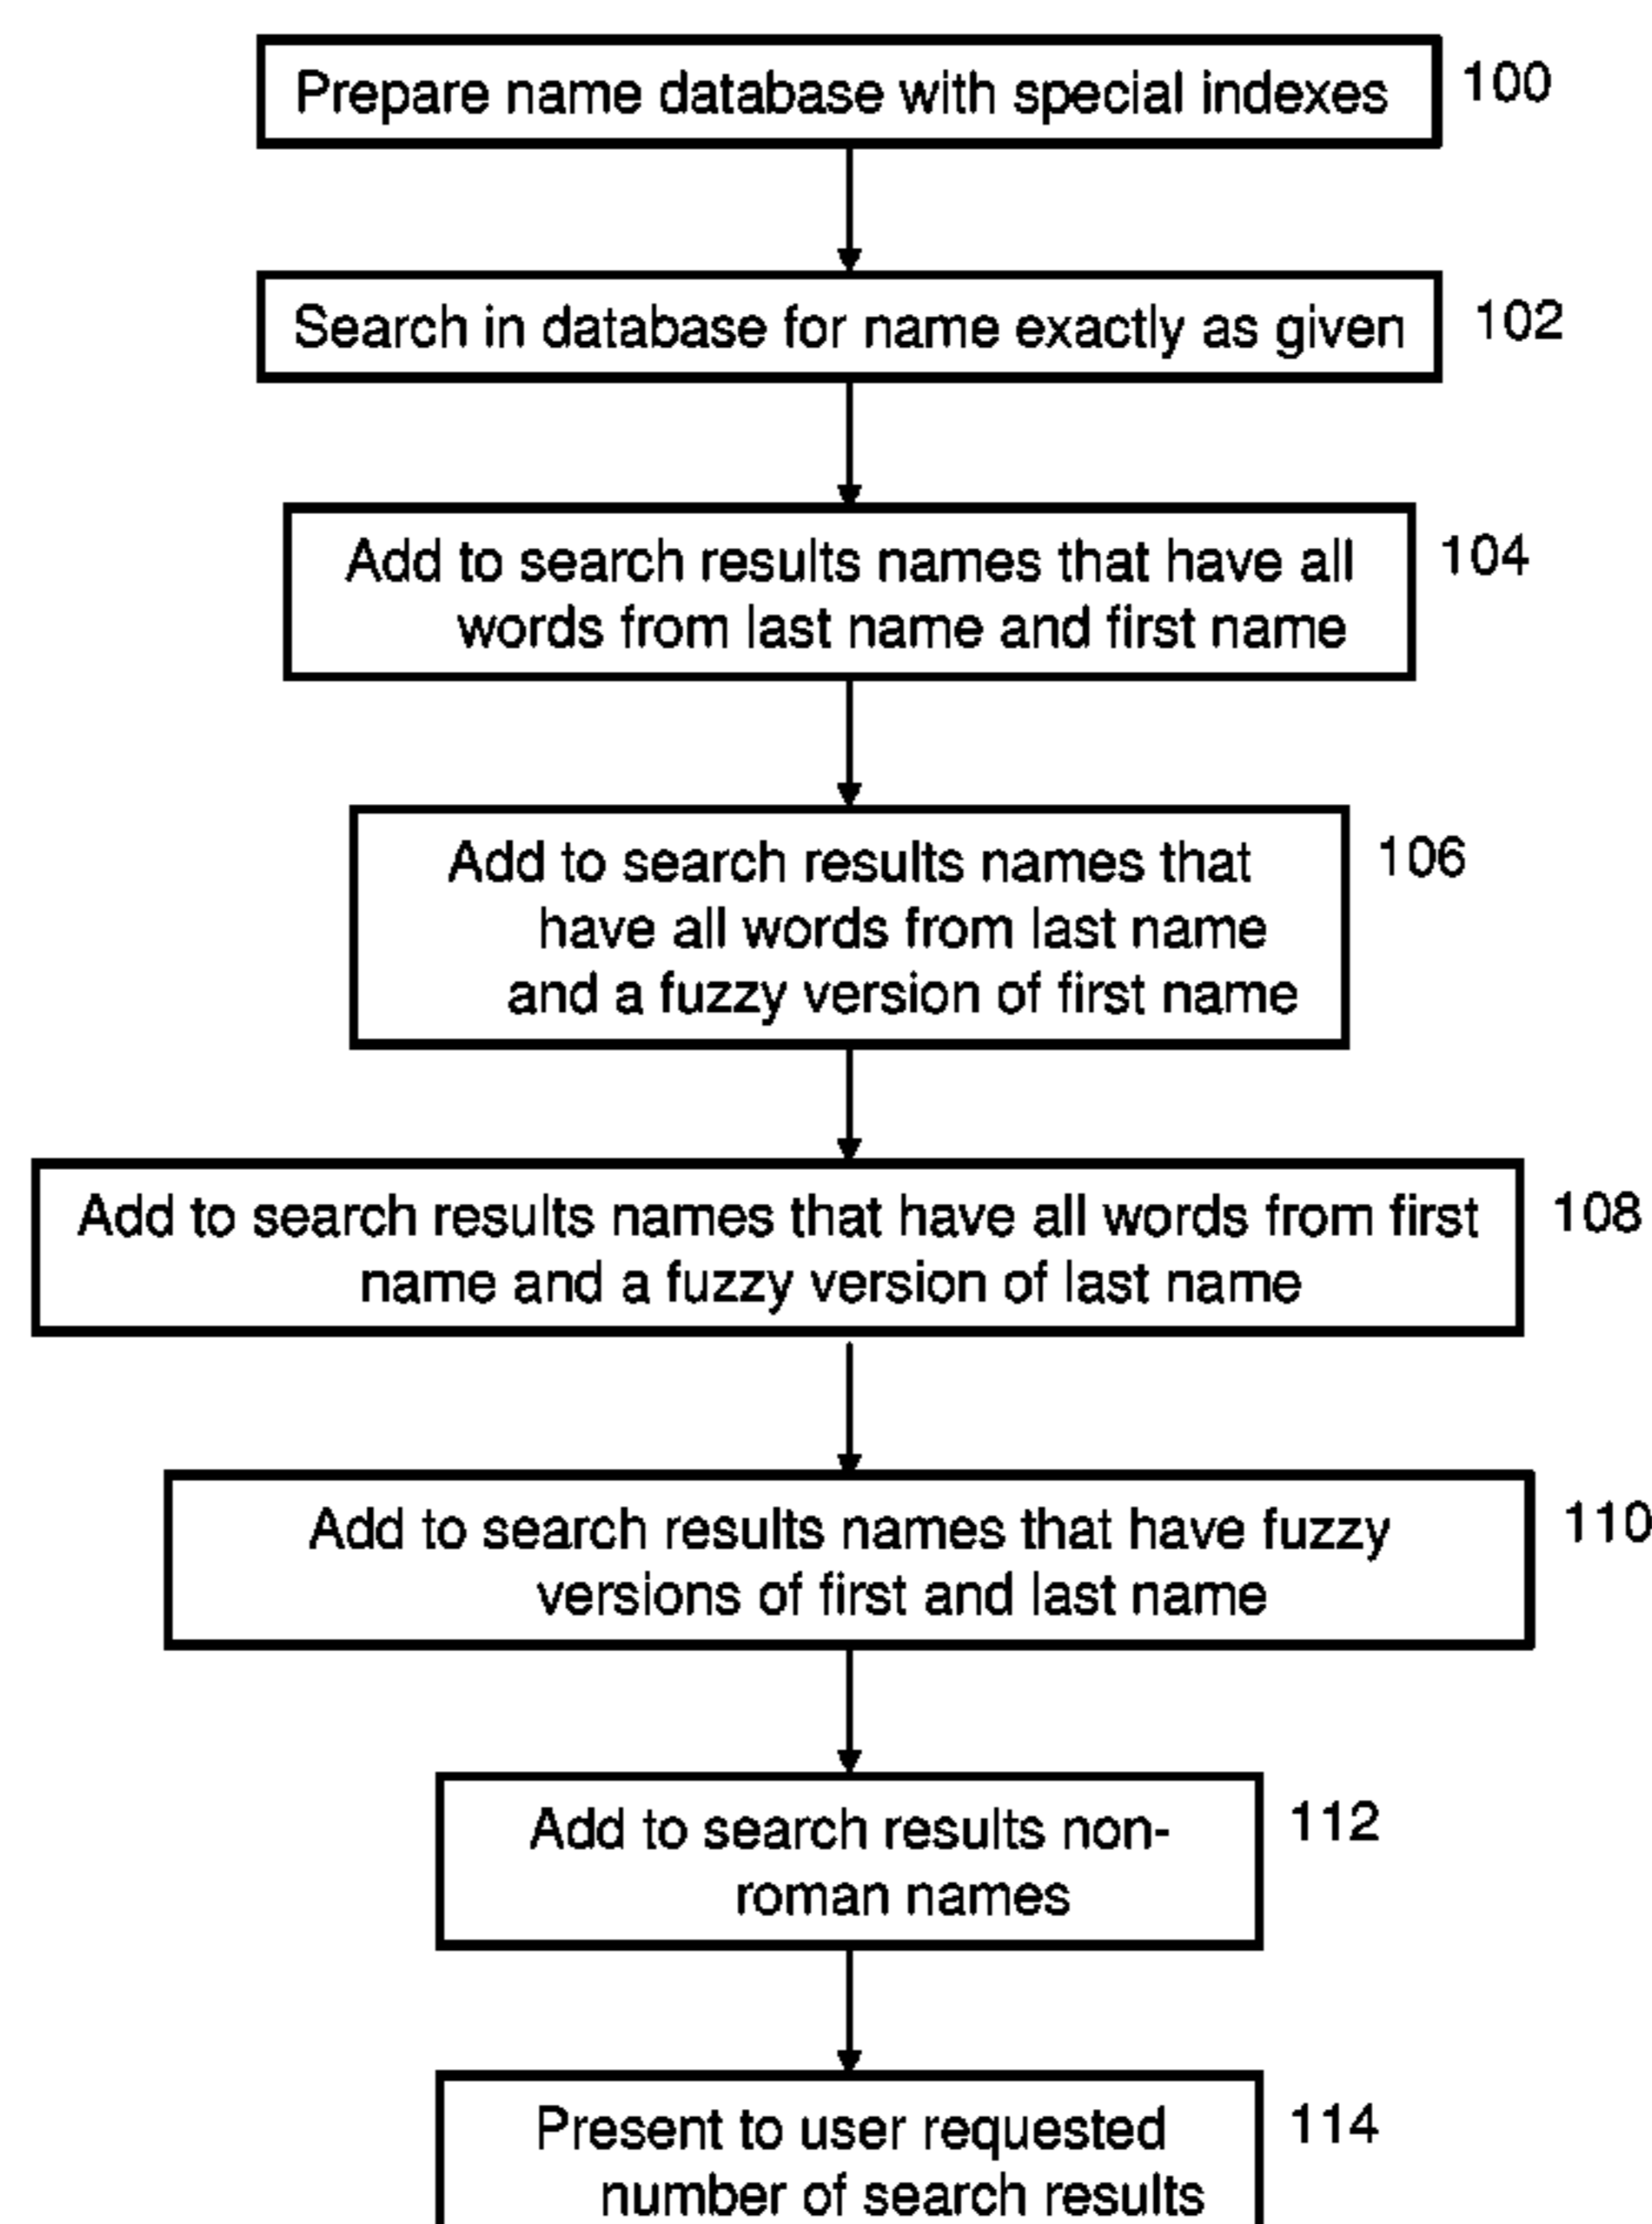 Prepare name database with special indexes 100
Search in database for name exactly as given 102
Add to search results names that have all 104
words from last name and first name
Add to search results names that 106
have all words from last name
and a fuzzy version of first name
Add to search results names that have all words from first 108
name and a fuzzy version of last name
Add to search results names that have fuzzy 110
versions of first and last name
Add to search results non- 112
roman names
Present to user requested 114
number of search results